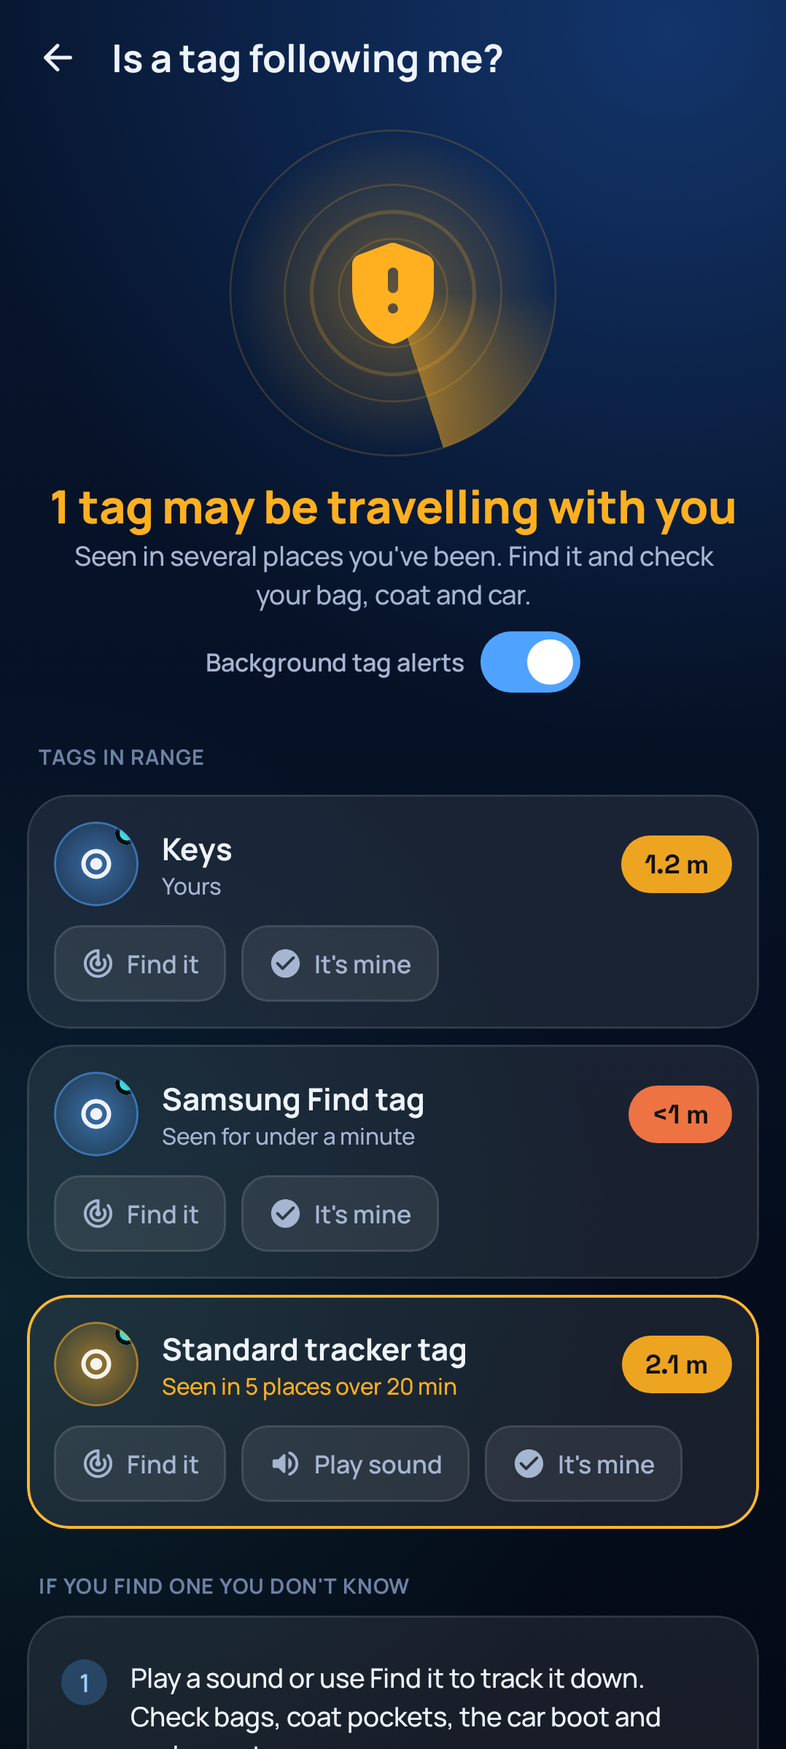 Is a tag following me?
1 tag may be travelling with you
Seen in several places you've been. Find it and check
your bag, coat and car.
Background tag alerts
TAGS IN RANGE
Keys
Yours
1.2 m
Find it
It's mine
Samsung Find tag
Seen for under a minute
<1 m
Find it
It's mine
Standard tracker tag
Seen in 5 places over 20 min
2.1 m
Find it
Play sound
It's mine
IF YOU FIND ONE YOU DON'T KNOW
1
Play a sound or use Find it to track it down.
Check bags, coat pockets, the car boot and